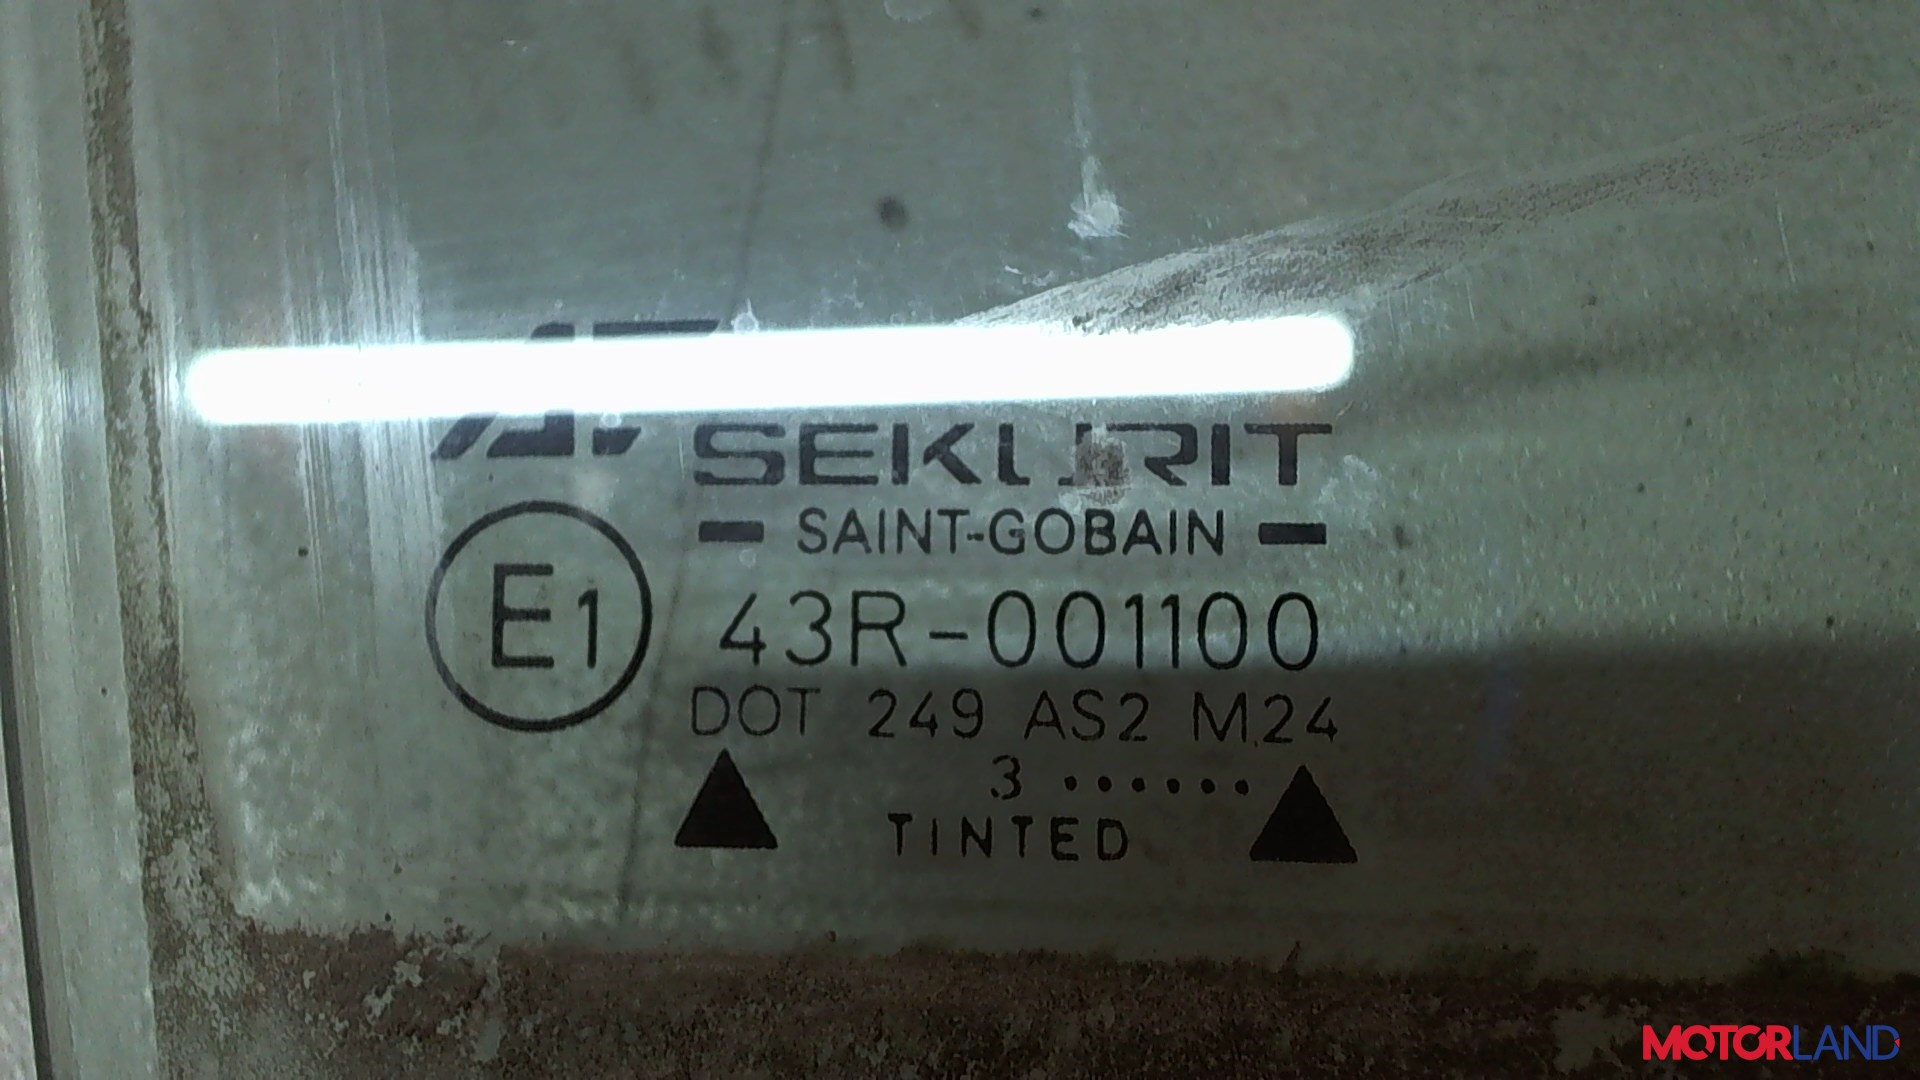 SEKURIT
SAINT-GOBAIN
E1
43R-001100
DOT 249 AS2 M24
3 ......
TINTED
MOTORLAND